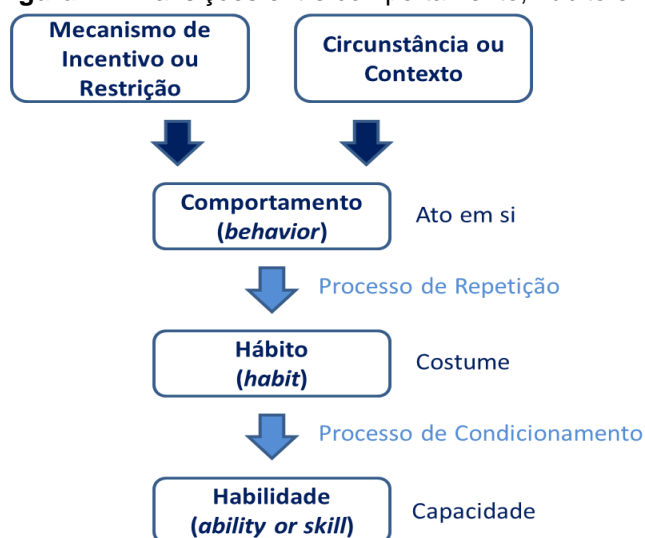 Mecanismo de
Incentivo ou
Restrição
Circunstância ou
Contexto
Comportamento
(behavior)
Ato em si
Processo de Repetição
Hábito
(habit)
Costume
Processo de Condicionamento
Habilidade
(ability or skill)
Capacidade